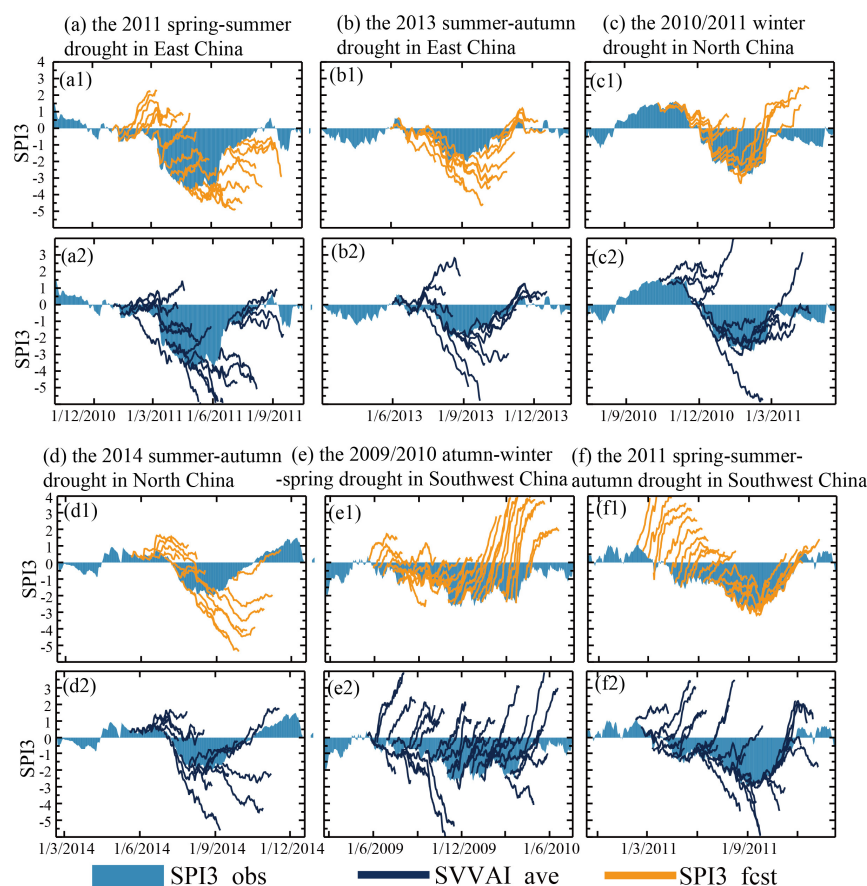 (a) the 2011 spring-summer
drought in East China
(b) the 2013 summer-autumn
drought in East China
(c) the 2010/2011 winter
drought in North China
(a1)
(b1)
(c1)
SPI3
4
3
2
1
0
-1
-2
-3
-4
-5
(a2)
(b2)
(c2)
SPI3
3
2
1
0
-1
-2
-3
-4
-5
1/12/2010
1/3/2011
1/6/2011
1/9/2011
1/6/2013
1/9/2013
1/12/2013
1/9/2010
1/12/2010
1/3/2011
(d) the 2014 summer-autumn
drought in North China
(e) the 2009/2010 atumn-winter
-spring drought in Southwest China
(f) the 2011 spring-summer-
autumn drought in Southwest China
(d1)
(e1)
(f1)
SPI3
4
3
2
1
0
-1
-2
-3
-4
-5
(d2)
(e2)
(f2)
SPI3
4
3
2
1
0
-1
-2
-3
-4
-5
1/3/2014
1/6/2014
1/9/2014
1/12/2014
1/6/2009
1/12/2009
1/6/2010
1/3/2011
1/9/2011
SPI3 obs
SVVAI ave
SPI3 fcst